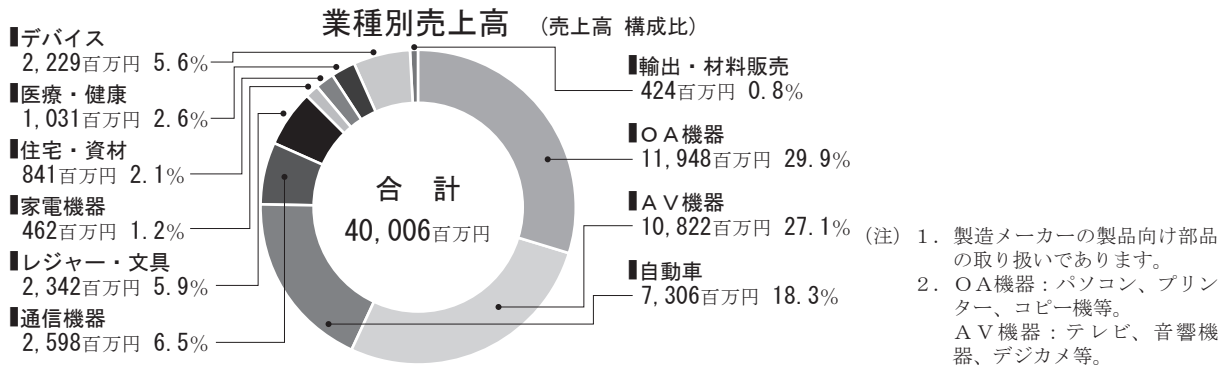 業種別売上高 (売上高 構成比)
デバイス
2,229百万円 5.6%
医療・健康
1,031百万円 2.6%
住宅・資材
841百万円 2.1%
家電機器
462百万円 1.2%
レジャー・文具
2,342百万円 5.9%
通信機器
2,598百万円 6.5%
合 計
40,006百万円
輸出・材料販売
424百万円 0.8%
ＯＡ機器
11,948百万円 29.9%
ＡＶ機器
10,822百万円 27.1%
自動車
7,306百万円 18.3%
(注) 1. 製造メーカーの製品向け部品
の取り扱いであります。
2. ＯＡ機器：パソコン、プリン
ター、コピー機等。
ＡＶ機器：テレビ、音響機
器、デジカメ等。